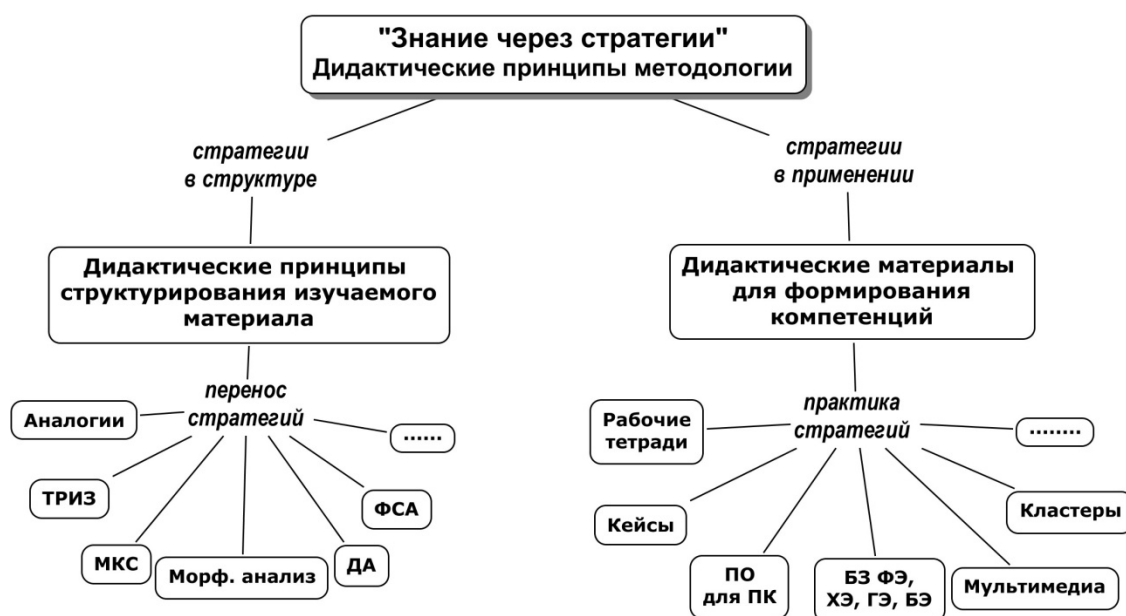 "Знание через стратегии"
Дидактические принципы методологии
стратегии
в структуре
стратегии
в применении
Дидактические принципы
структурирования изучаемого
материала
Дидактические материалы
для формирования
компетенций
перенос
стратегий
Аналогии
ТРИЗ
МКС
Морф. анализ
ДА
ФСА
......
практика
стратегий
Рабочие
тетради
Кейсы
ПО
для ПК
БЗ ФЭ,
ХЭ, ГЭ, БЭ
Мультимедиа
Кластеры
........